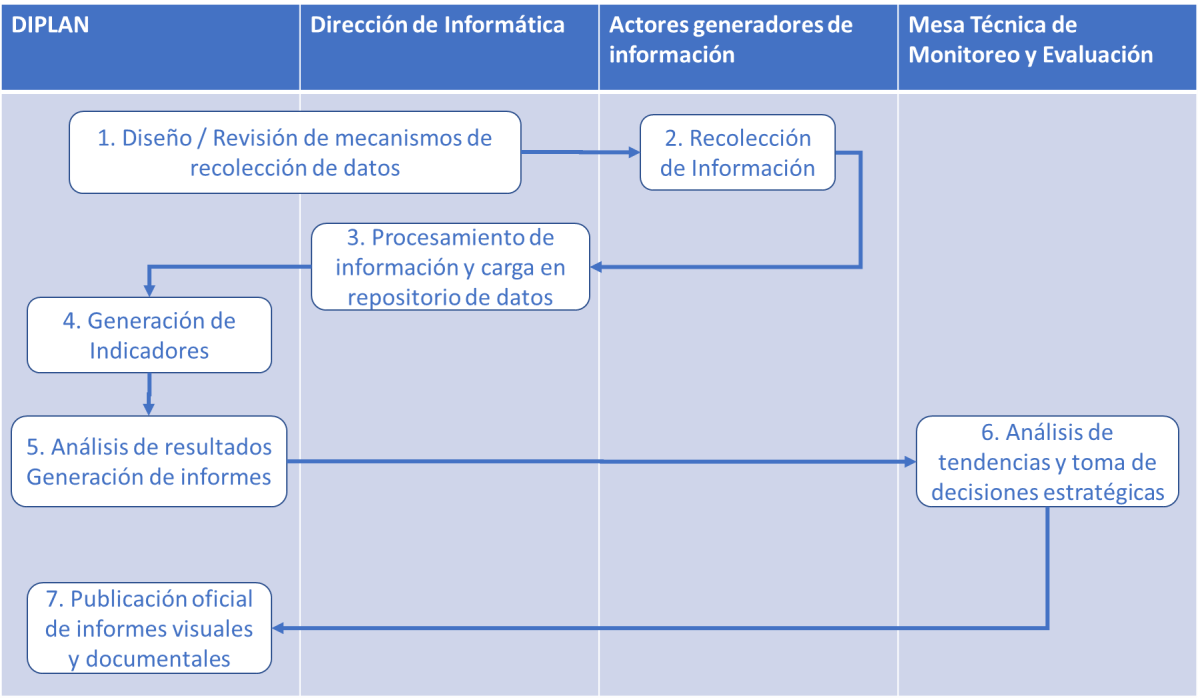 DIPLAN
Dirección de Informática
Actores generadores de
información
Mesa Técnica de
Monitoreo y Evaluación
1. Diseño / Revisión de mecanismos de
recolección de datos
2. Recolección
de Información
3. Procesamiento de
información y carga en
repositorio de datos
4. Generación de
Indicadores
5. Análisis de resultados
Generación de informes
6. Análisis de
tendencias y toma de
decisiones estratégicas
7. Publicación oficial
de informes visuales
y documentales